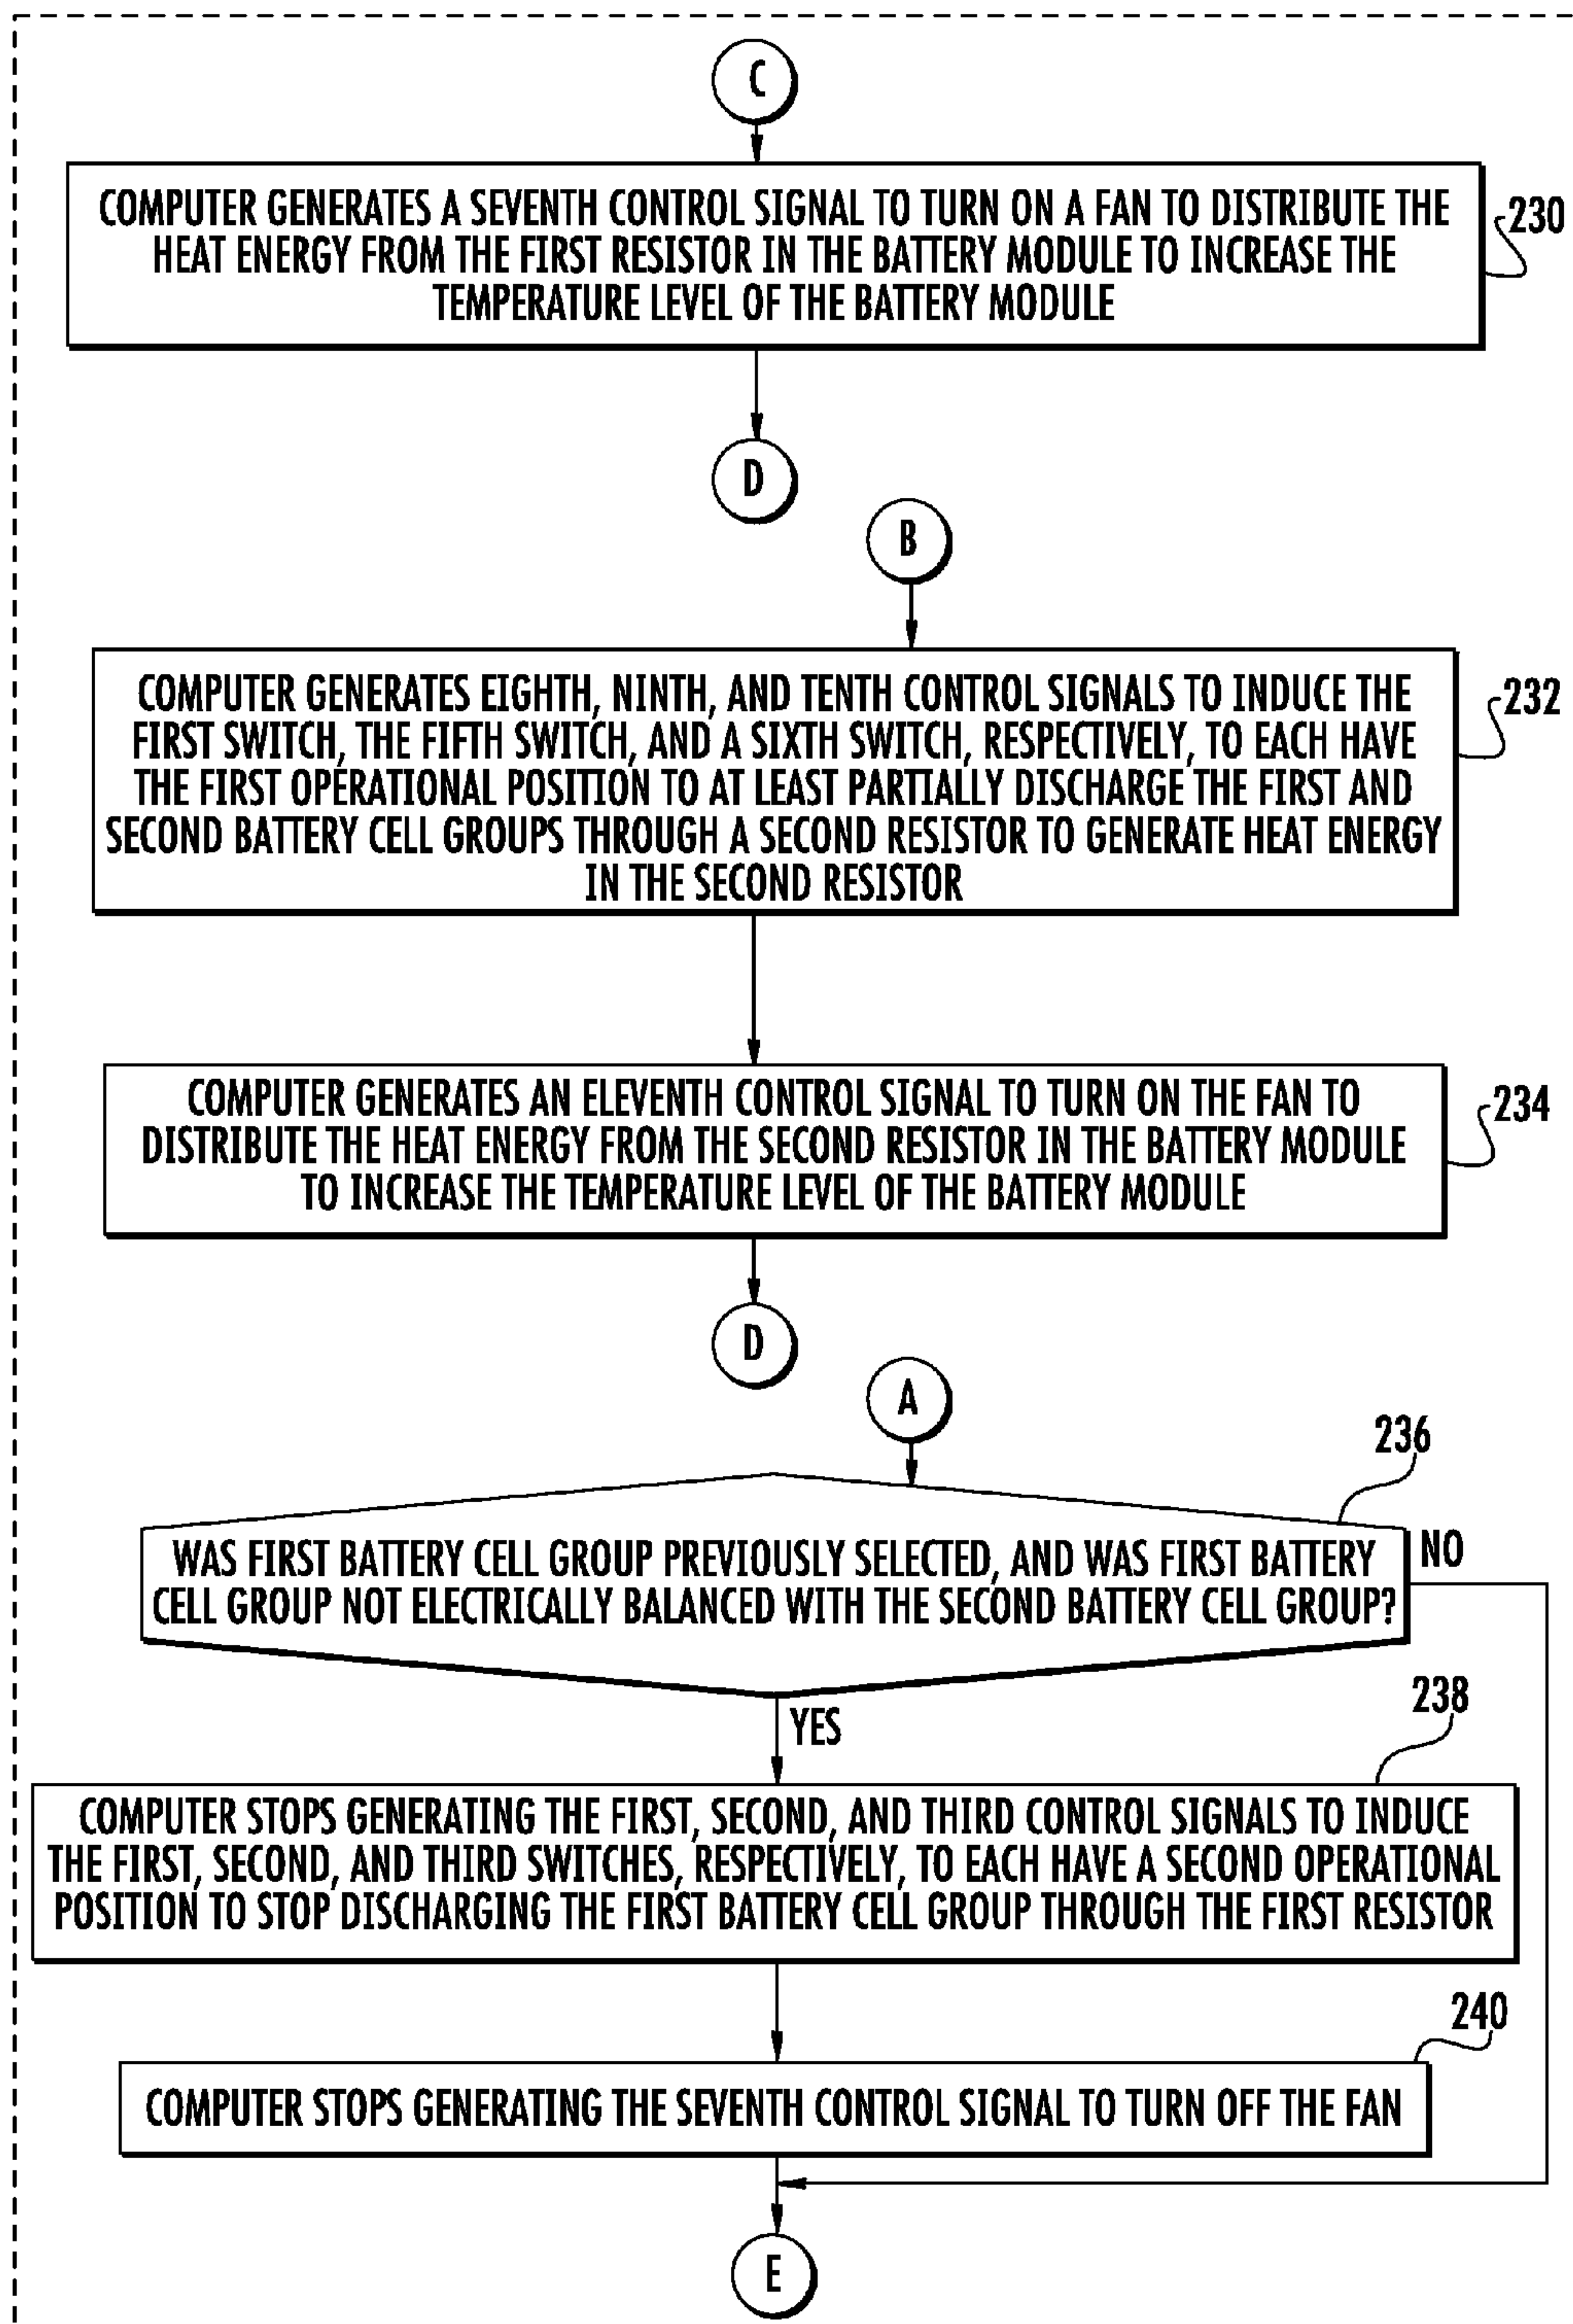 C
COMPUTER GENERATES A SEVENTH CONTROL SIGNAL TO TURN ON A FAN TO DISTRIBUTE THE
HEAT ENERGY FROM THE FIRST RESISTOR IN THE BATTERY MODULE TO INCREASE THE
TEMPERATURE LEVEL OF THE BATTERY MODULE
230
D
B
COMPUTER GENERATES EIGHTH, NINTH, AND TENTH CONTROL SIGNALS TO INDUCE THE
FIRST SWITCH, THE FIFTH SWITCH, AND A SIXTH SWITCH, RESPECTIVELY, TO EACH HAVE
THE FIRST OPERATIONAL POSITION TO AT LEAST PARTIALLY DISCHARGE THE FIRST AND
SECOND BATTERY CELL GROUPS THROUGH A SECOND RESISTOR TO GENERATE HEAT ENERGY
IN THE SECOND RESISTOR
232
COMPUTER GENERATES AN ELEVENTH CONTROL SIGNAL TO TURN ON THE FAN TO
DISTRIBUTE THE HEAT ENERGY FROM THE SECOND RESISTOR IN THE BATTERY MODULE
TO INCREASE THE TEMPERATURE LEVEL OF THE BATTERY MODULE
234
D
A
236
WAS FIRST BATTERY CELL GROUP PREVIOUSLY SELECTED, AND WAS FIRST BATTERY
CELL GROUP NOT ELECTRICALLY BALANCED WITH THE SECOND BATTERY CELL GROUP?
NO
YES
238
COMPUTER STOPS GENERATING THE FIRST, SECOND, AND THIRD CONTROL SIGNALS TO INDUCE
THE FIRST, SECOND, AND THIRD SWITCHES, RESPECTIVELY, TO EACH HAVE A SECOND OPERATIONAL
POSITION TO STOP DISCHARGING THE FIRST BATTERY CELL GROUP THROUGH THE FIRST RESISTOR
240
COMPUTER STOPS GENERATING THE SEVENTH CONTROL SIGNAL TO TURN OFF THE FAN
E